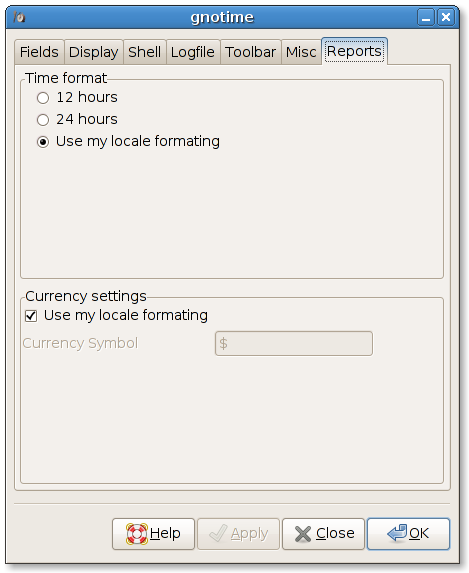 gnotime
Fields Display Shell Logfile Toolbar Misc Reports
Time format
12 hours
24 hours
Use my locale formating
Currency settings
Use my locale formating
Currency Symbol $
Help Apply Close OK